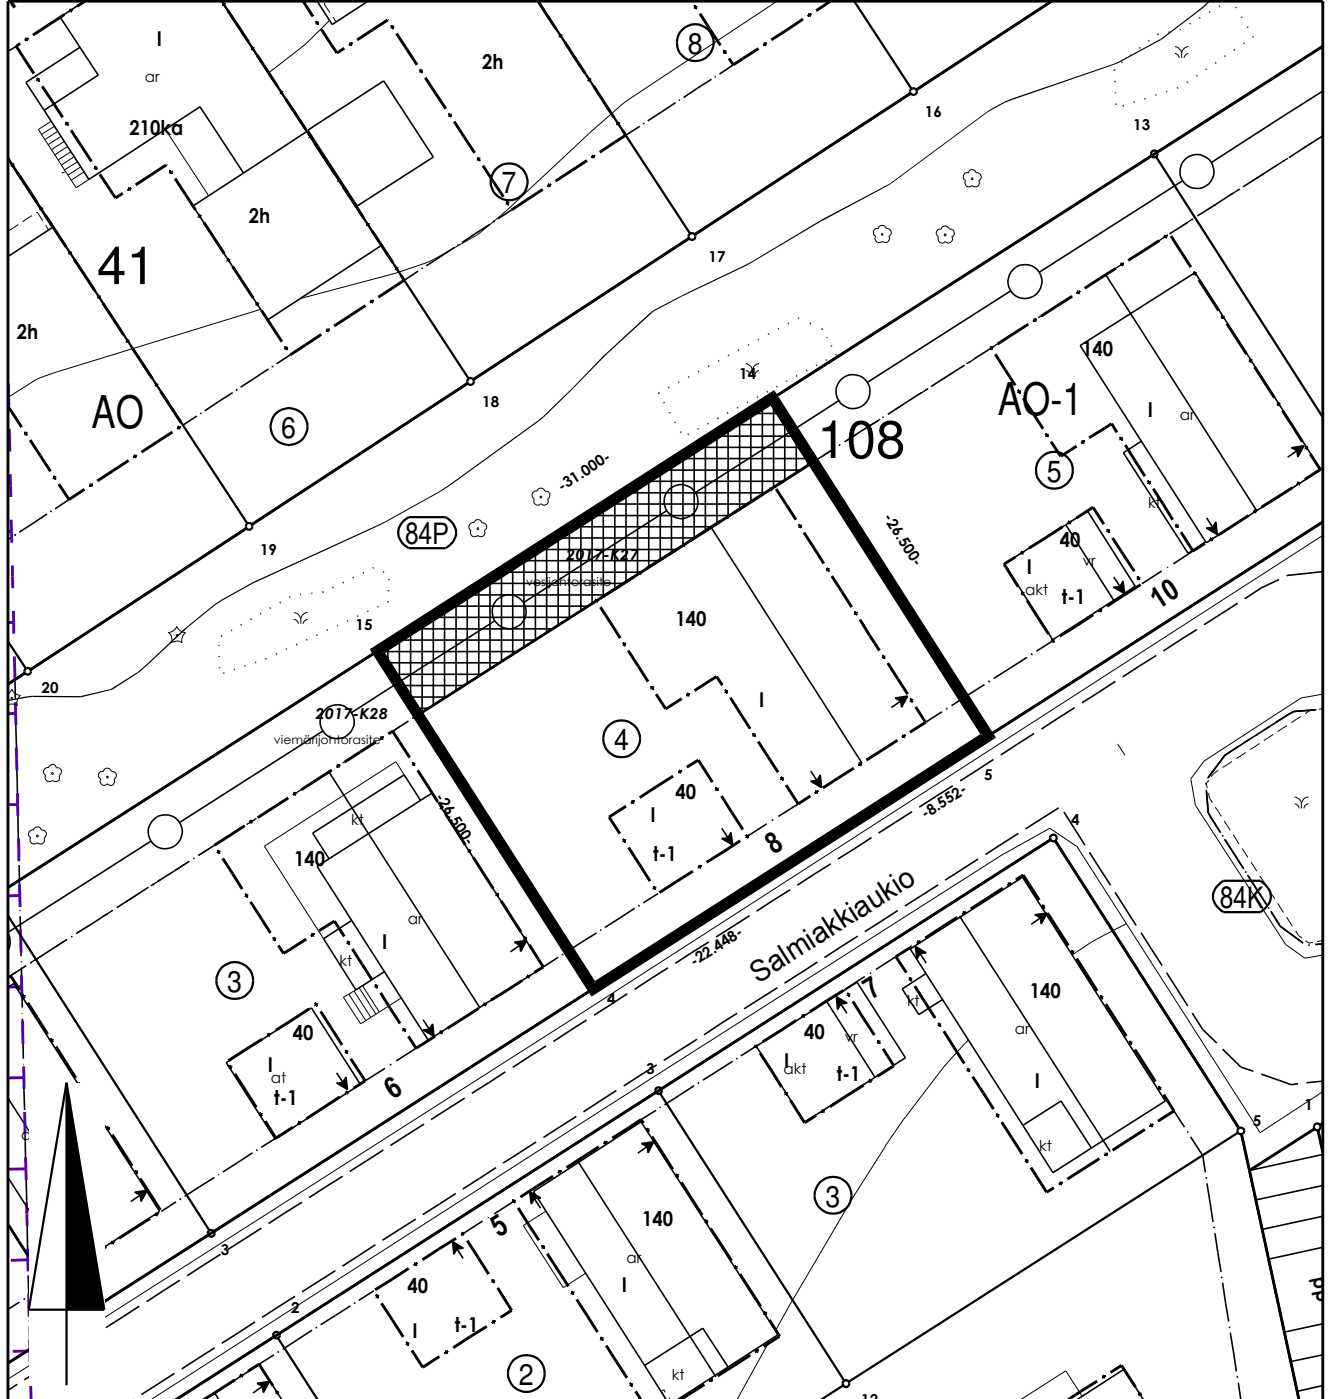 I
ar
210ka
2h
2h
2h
8
7
16
13
17
41
AO
6
18
19
20
84P
15
14
-31.000-
108
AO-1
140
I
ar
5
kt
40
I
akt
vr
t-1
10
-26.500-
2017-K27
vesijohtorasite
140
I
4
40
I
t-1
8
2017-K28
viemärijohtorasite
-26.500-
kt
140
ar
I
kt
3
40
I
at
t-1
6
5
-8.552-
4
84K
Salmiakkiaukio
-22.448-
4
3
7
40
I
akt
vr
t-1
kt
140
ar
I
kt
3
5
1
3
2
5
140
ar
I
kt
40
I
t-1
2
12
pp